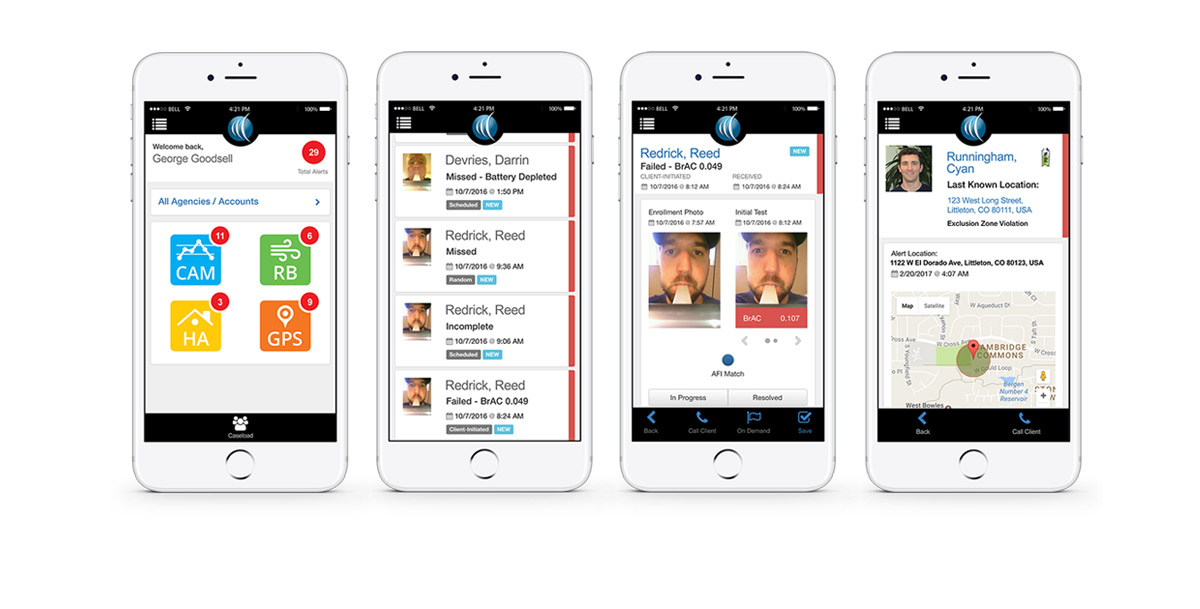 BELL 4:21 PM 100%
Welcome back,
George Goodsell
29
Total Alerts
All Agencies / Accounts
11
CAM
6
RB
3
HA
9
GPS
Caseload
BELL 4:21 PM 100%
Devries, Darrin
Missed - Battery Depleted
10/7/2016 @ 1:50 PM
Scheduled NEW
Redrick, Reed
Missed
10/7/2016 @ 9:36 AM
Random NEW
Redrick, Reed
Incomplete
10/7/2016 @ 9:06 AM
Scheduled NEW
Redrick, Reed
Failed - BrAC 0.049
10/7/2016 @ 8:24 AM
Client-Initiated NEW
BELL 4:21 PM 100%
Redrick, Reed NEW
Failed - BrAC 0.049
CLIENT-INITIATED RECEIVED
10/7/2016 @ 8:12 AM 10/7/2016 @ 8:24 AM
Enrollment Photo Initial Test
10/7/2016 @ 7:57 AM 10/7/2016 @ 8:12 AM
BrAC 0.107
AFI Match
In Progress Resolved
Back Call Client On Demand Save
BELL 4:21 PM 100%
Runningham,
Cyan
Last Known Location:
123 West Long Street,
Littleton, CO 80111, USA
Exclusion Zone Violation
Alert Location:
1122 W El Dorado Ave, Littleton, CO 80123, USA
2/20/2017 @ 4:07 AM
Map Satellite
W Aqueduct Dr
W Cross
AMBRIDGE
COMMONS
W Gould Loop
Bergen
Number 4
Reservoir
West Bowles
Back Call Client